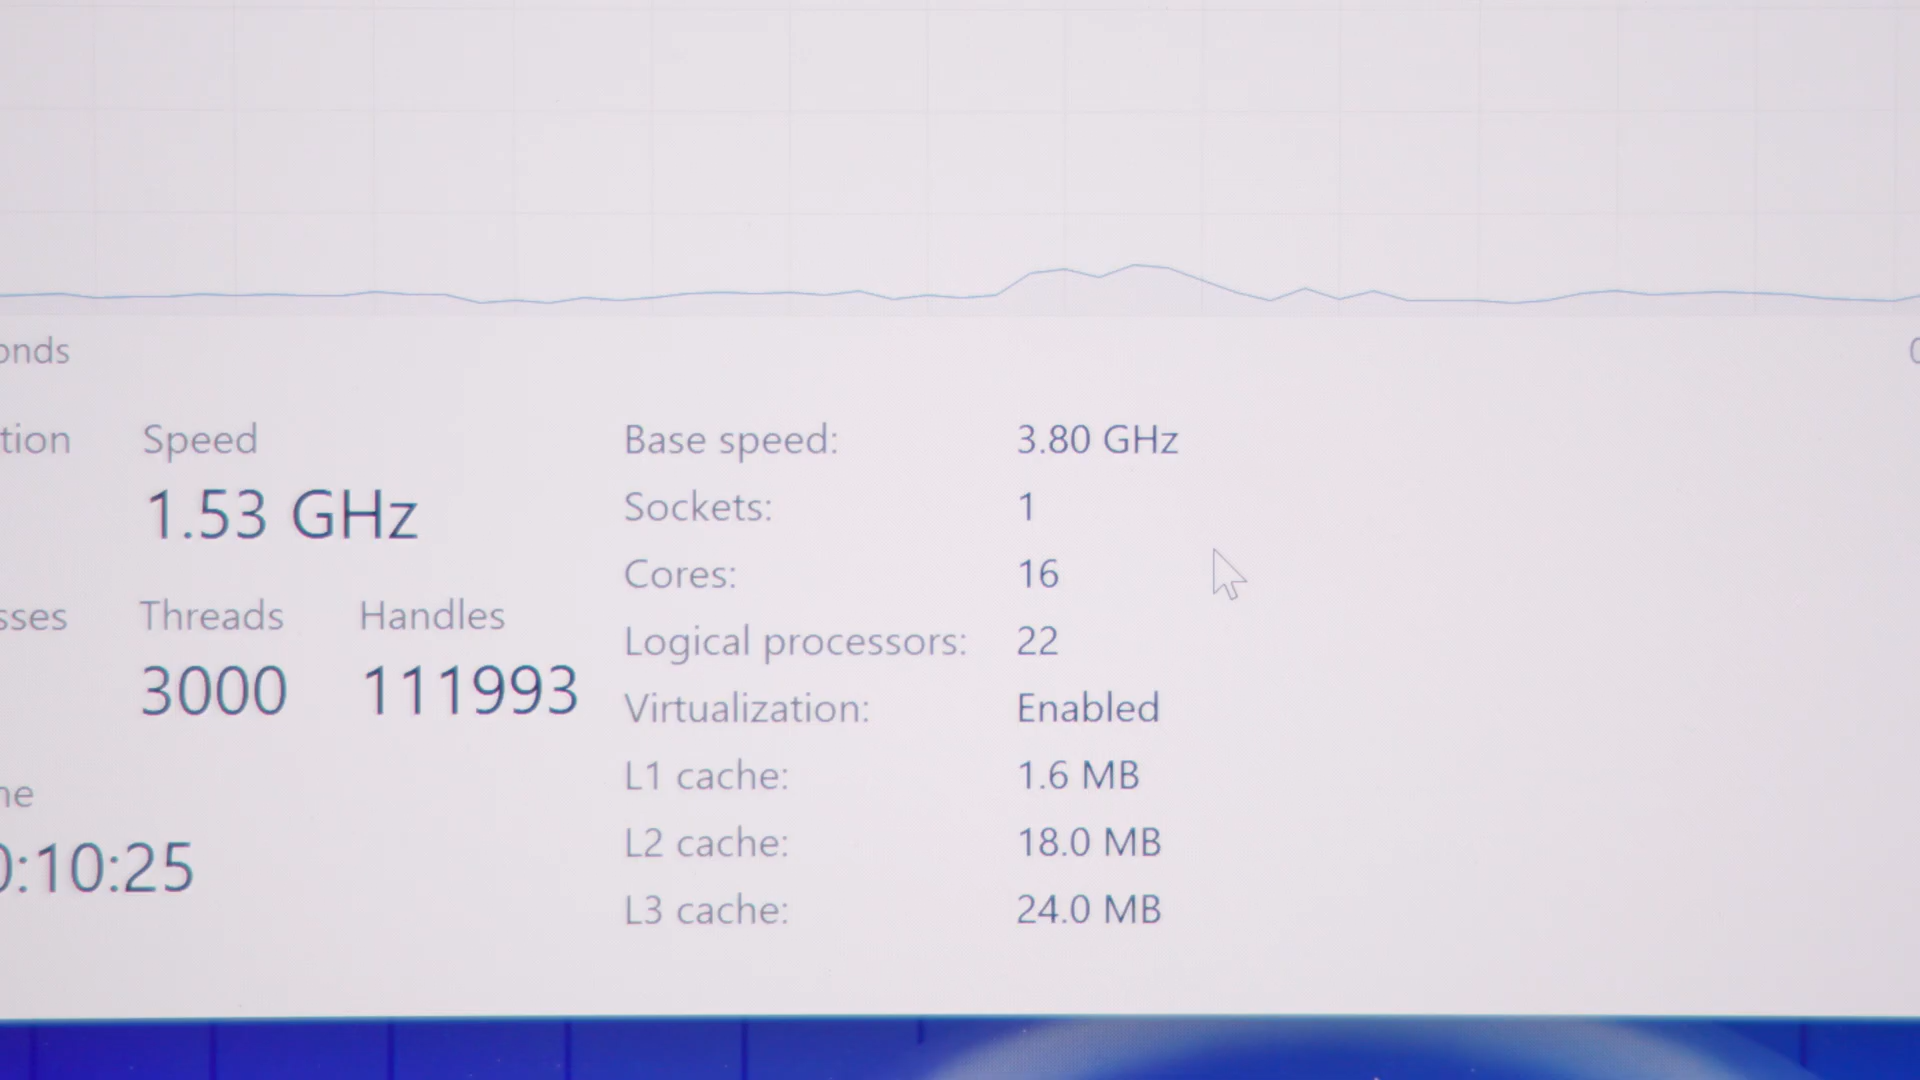 onds
tion Speed
1.53 GHz
sses Threads Handles
3000 111993
ne
0:10:25
Base speed: 3.80 GHz
Sockets: 1
Cores: 16
Logical processors: 22
Virtualization: Enabled
L1 cache: 1.6 MB
L2 cache: 18.0 MB
L3 cache: 24.0 MB